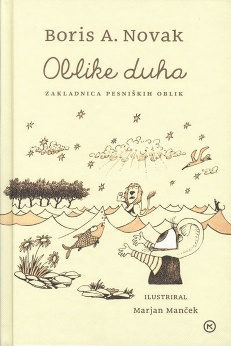 Boris A. Novak
Oblike duha
ZAKLADNICA PESNIŠKIH OBLIK
ILUSTRIRAL
Marjan Manček
M